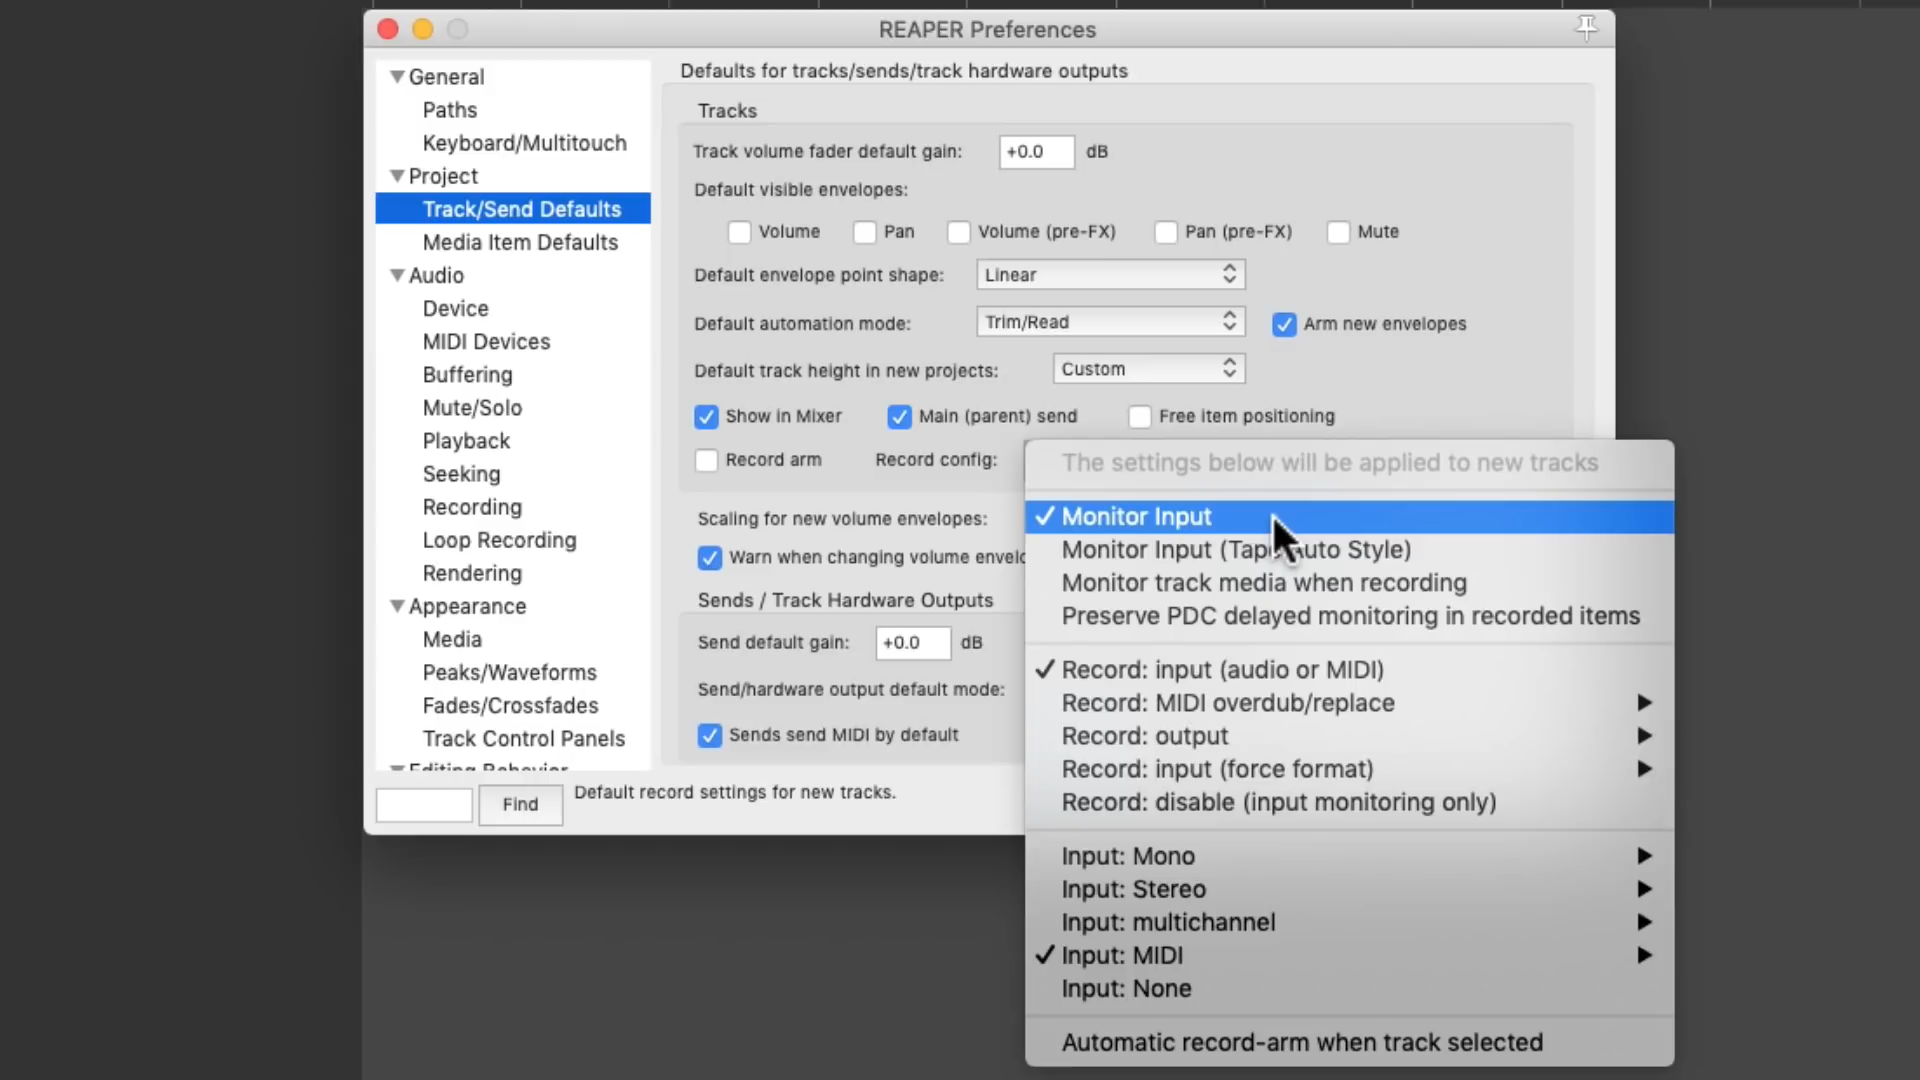 REAPER Preferences
General
Paths
Keyboard/Multitouch
Project
Track/Send Defaults
Media Item Defaults
Audio
Device
MIDI Devices
Buffering
Mute/Solo
Playback
Seeking
Recording
Loop Recording
Rendering
Appearance
Media
Peaks/Waveforms
Fades/Crossfades
Track Control Panels
Editing Behavior
Find
Defaults for tracks/sends/track hardware outputs
Tracks
Track volume fader default gain: +0.0 dB
Default visible envelopes:
Volume Pan Volume (pre-FX) Pan (pre-FX) Mute
Default envelope point shape: Linear
Default automation mode: Trim/Read Arm new envelopes
Default track height in new projects: Custom
Show in Mixer Main (parent) send Free item positioning
Record arm Record config:
Scaling for new volume envelopes:
Warn when changing volume envelo
Sends / Track Hardware Outputs
Send default gain: +0.0 dB
Send/hardware output default mode:
Sends send MIDI by default
Default record settings for new tracks.
The settings below will be applied to new tracks
✓ Monitor Input
Monitor Input (Tape Auto Style)
Monitor track media when recording
Preserve PDC delayed monitoring in recorded items
✓ Record: input (audio or MIDI)
Record: MIDI overdub/replace
Record: output
Record: input (force format)
Record: disable (input monitoring only)
Input: Mono
Input: Stereo
Input: multichannel
✓ Input: MIDI
Input: None
Automatic record-arm when track selected